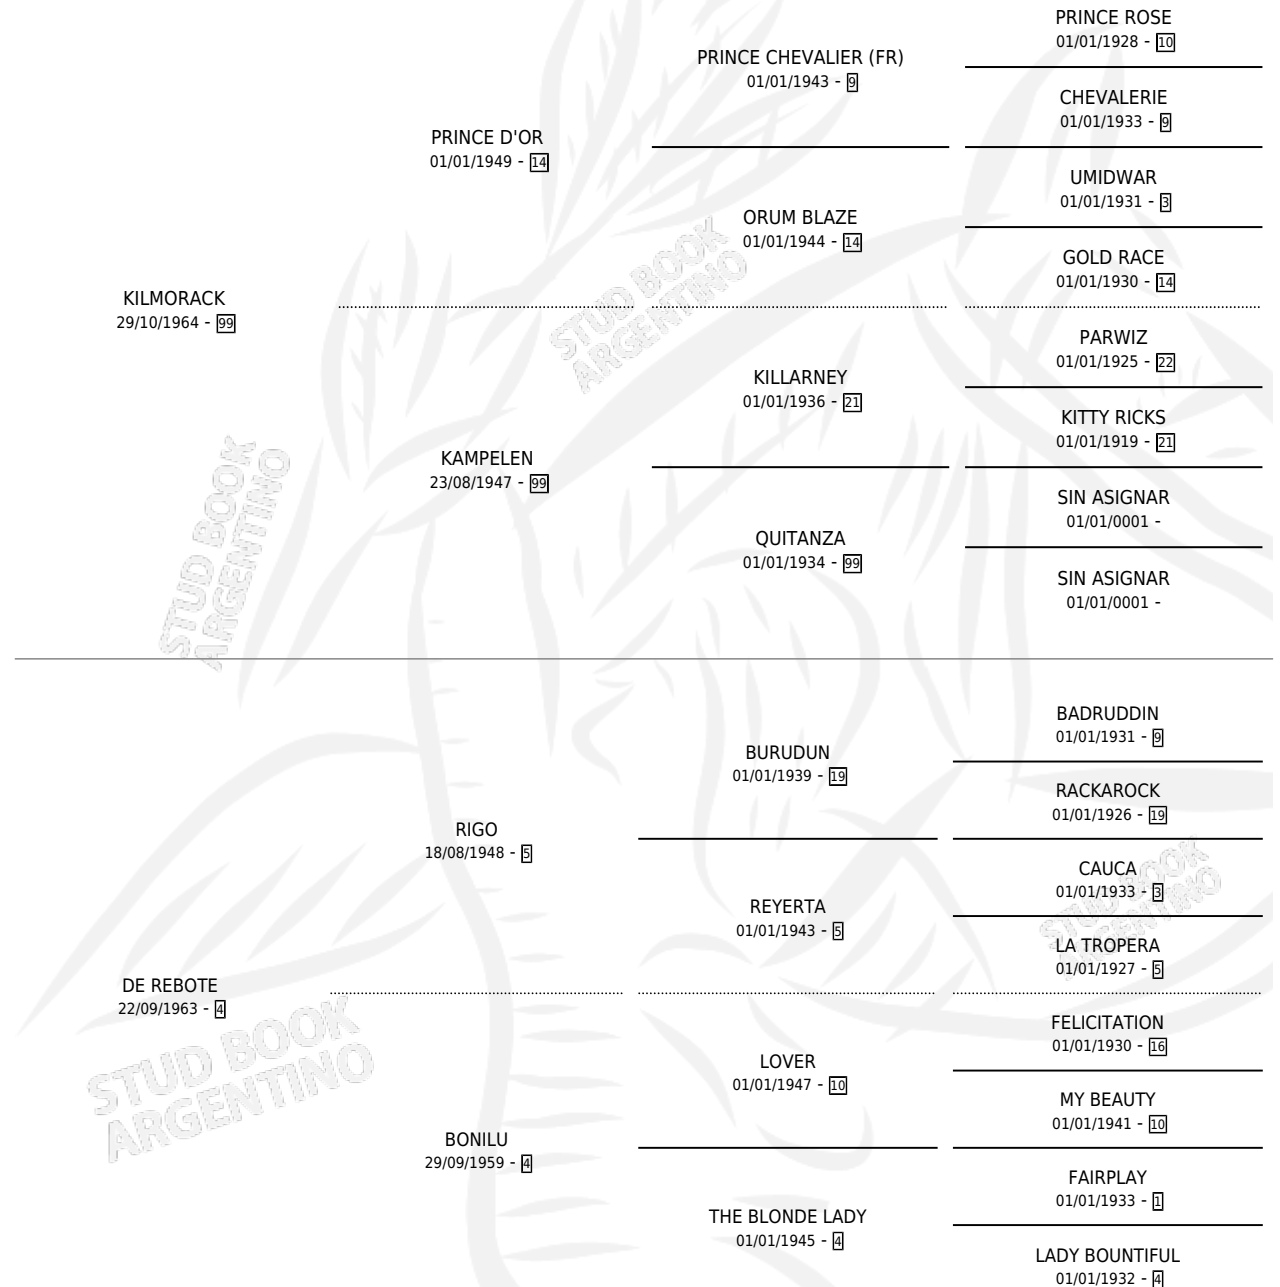 PRINCE ROSE
01/01/1928 - 10
PRINCE CHEVALIER (FR)
01/01/1943 - 9
CHEVALERIE
01/01/1933 - 9
PRINCE D'OR
01/01/1949 - 14
UMIDWAR
01/01/1931 - 3
ORUM BLAZE
01/01/1944 - 14
GOLD RACE
01/01/1930 - 14
KILMORACK
29/10/1964 - 99
PARWIZ
01/01/1925 - 22
KILLARNEY
01/01/1936 - 21
KITTY RICKS
01/01/1919 - 21
KAMPELEN
23/08/1947 - 99
SIN ASIGNAR
01/01/0001 -
QUITANZA
01/01/1934 - 99
SIN ASIGNAR
01/01/0001 -
BADRUDDIN
01/01/1931 - 9
BURUDUN
01/01/1939 - 19
RACKAROCK
01/01/1926 - 19
RIGO
18/08/1948 - 5
CAUCA
01/01/1933 - 3
REYERTA
01/01/1943 - 5
LA TROPERA
01/01/1927 - 5
DE REBOTE
22/09/1963 - 4
FELICITATION
01/01/1930 - 16
LOVER
01/01/1947 - 10
MY BEAUTY
01/01/1941 - 10
BONILU
29/09/1959 - 4
FAIRPLAY
01/01/1933 - 1
THE BLONDE LADY
01/01/1945 - 4
LADY BOUNTIFUL
01/01/1932 - 4
STUD BOOK
ARGENTINO
STUD BOOK
ARGENTINO
STUD BOOK
ARGENTINO
STUD BOOK
ARGENTINO